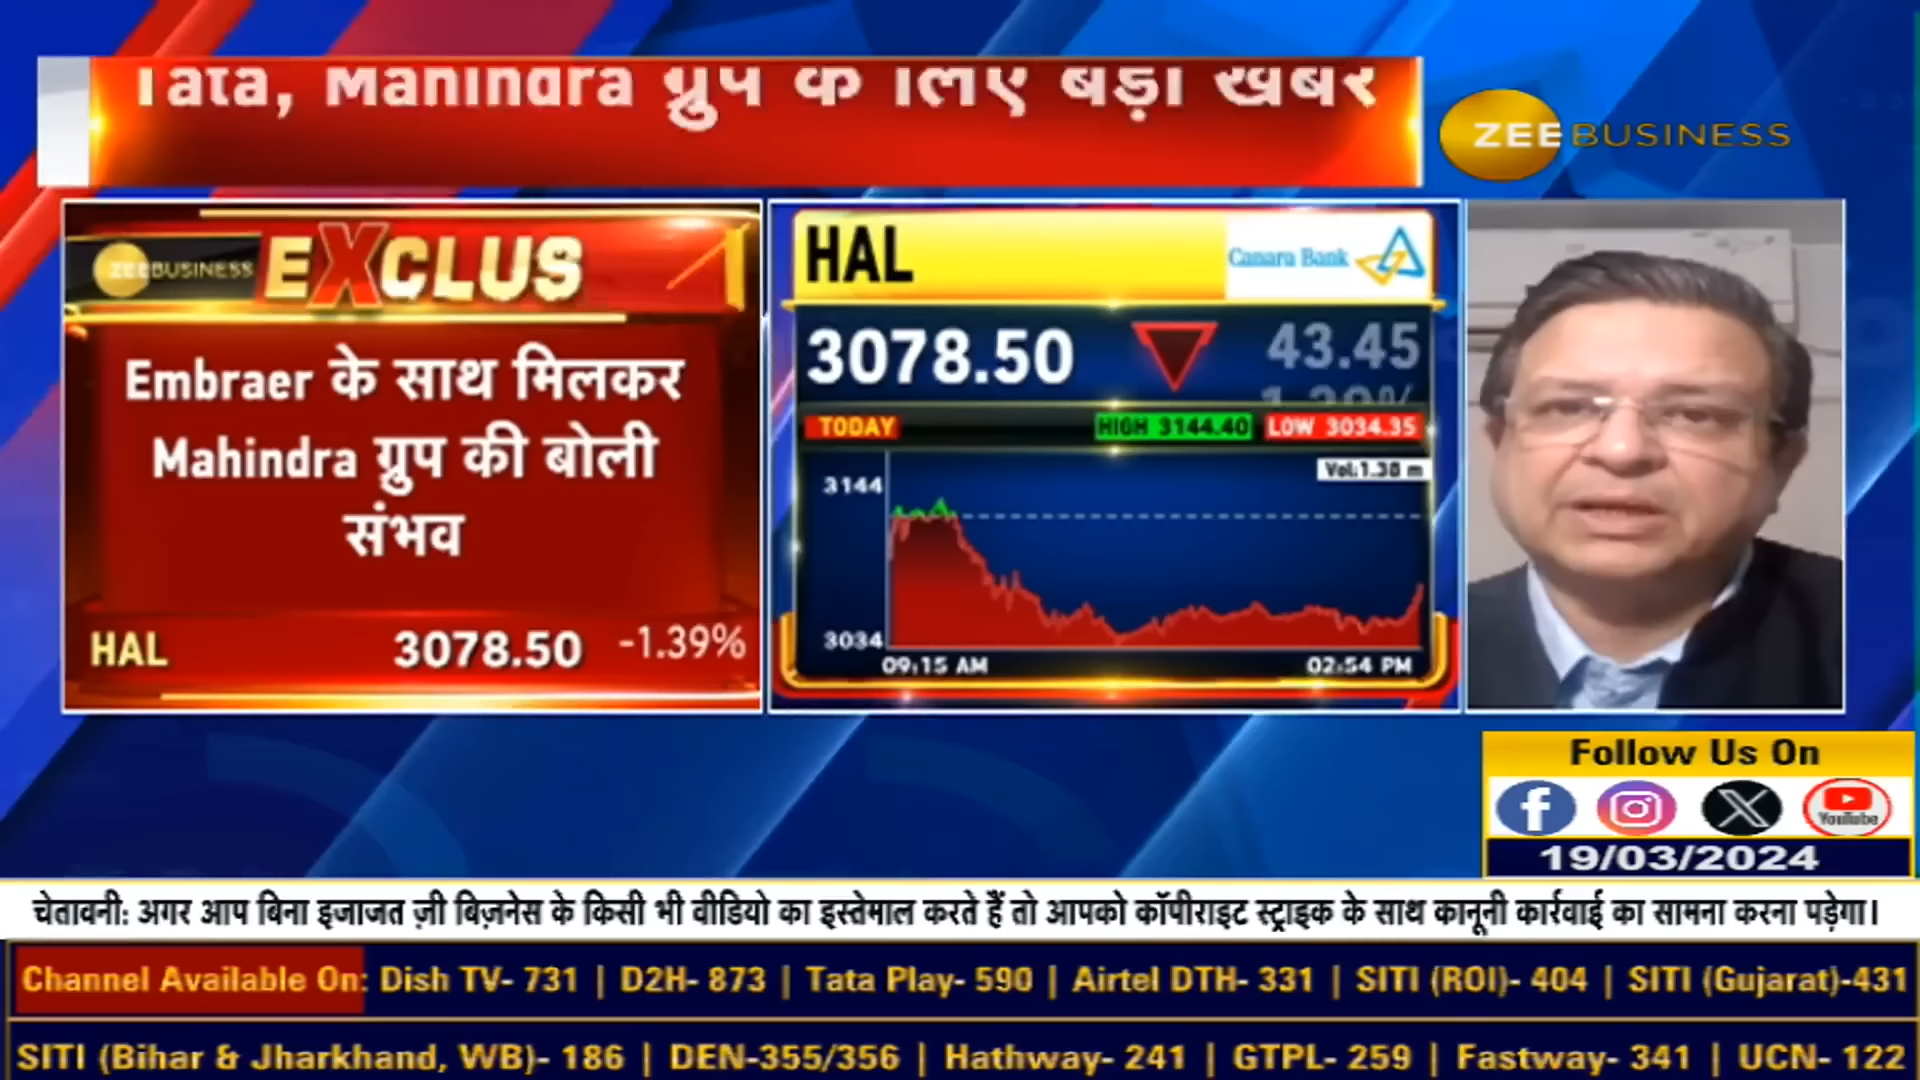 Tata, Mahindra ग्रुप के लिए बड़ी खबर
ZEE BUSINESS
ZEE BUSINESS EXCLUS
Embraer के साथ मिलकर
Mahindra ग्रुप की बोली
संभव
HAL 3078.50 -1.39%
HAL
Canara Bank
3078.50 43.45
1.39%
TODAY HIGH 3144.40 LOW 3034.35
Vol:1.38 m
3144
3034
09:15 AM 02:54 PM
Follow Us On
YouTube
19/03/2024
चेतावनी: अगर आप बिना इजाजत ज़ी बिज़नेस के किसी भी वीडियो का इस्तेमाल करते हैं तो आपको कॉपीराइट स्ट्राइक के साथ कानूनी कार्रवाई का सामना करना पड़ेगा।
Channel Available On: Dish TV- 731 | D2H- 873 | Tata Play- 590 | Airtel DTH- 331 | SITI (ROI)- 404 | SITI (Gujarat)-431
SITI (Bihar & Jharkhand, WB)- 186 | DEN-355/356 | Hathway- 241 | GTPL- 259 | Fastway- 341 | UCN- 122